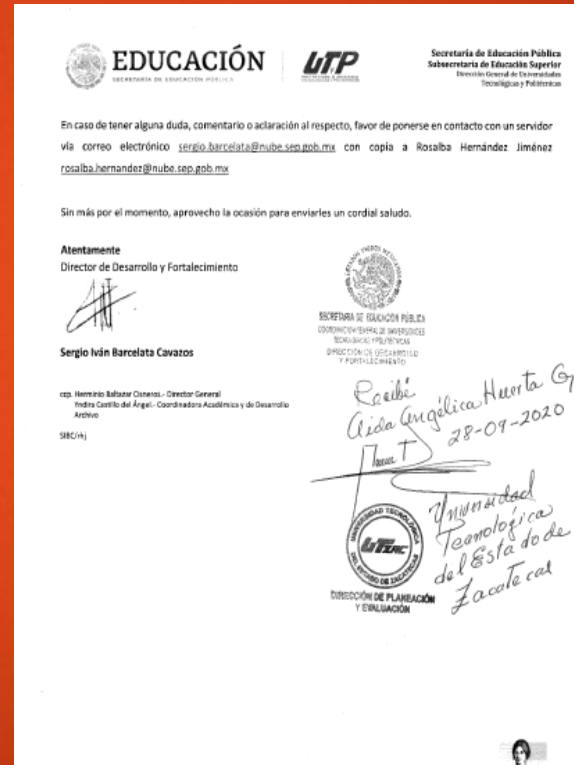 EDUCACIÓN
SECRETARÍA DE EDUCACIÓN PÚBLICA
UTP
Secretaría de Educación Pública
Subsecretaría de Educación Superior
Dirección General de Universidades
Tecnológicas y Politécnicas
En caso de tener alguna duda, comentario o aclaración al respecto, favor de ponerse en contacto con un servidor
vía correo electrónico sergio.barcelata@nube.sep.gob.mx con copia a Rosalba Hernández Jiménez
rosalba.hernandez@nube.sep.gob.mx
Sin más por el momento, aprovecho la ocasión para enviarles un cordial saludo.
Atentamente
Director de Desarrollo y Fortalecimiento
Sergio Iván Barcelata Cavazos
SECRETARÍA DE EDUCACIÓN PÚBLICA
COORDINACIÓN GENERAL DE UNIVERSIDADES
TECNOLÓGICAS Y POLITÉCNICAS
DIRECCIÓN DE DESARROLLO
Y FORTALECIMIENTO
ccp. Herminio Baltazar Cisneros.- Director General
Yndira Castillo del Ángel.- Coordinadora Académica y de Desarrollo
Archivo
SIBC/rhj
Recibí
Aida Angélica Huerta G
28-09-2020
Universidad
Tecnológica
del Estado de
Zacatecas
UNIVERSIDAD TECNOLÓGICA
UTZAC
DEL ESTADO DE ZACATECAS
DIRECCIÓN DE PLANEACIÓN
Y EVALUACIÓN